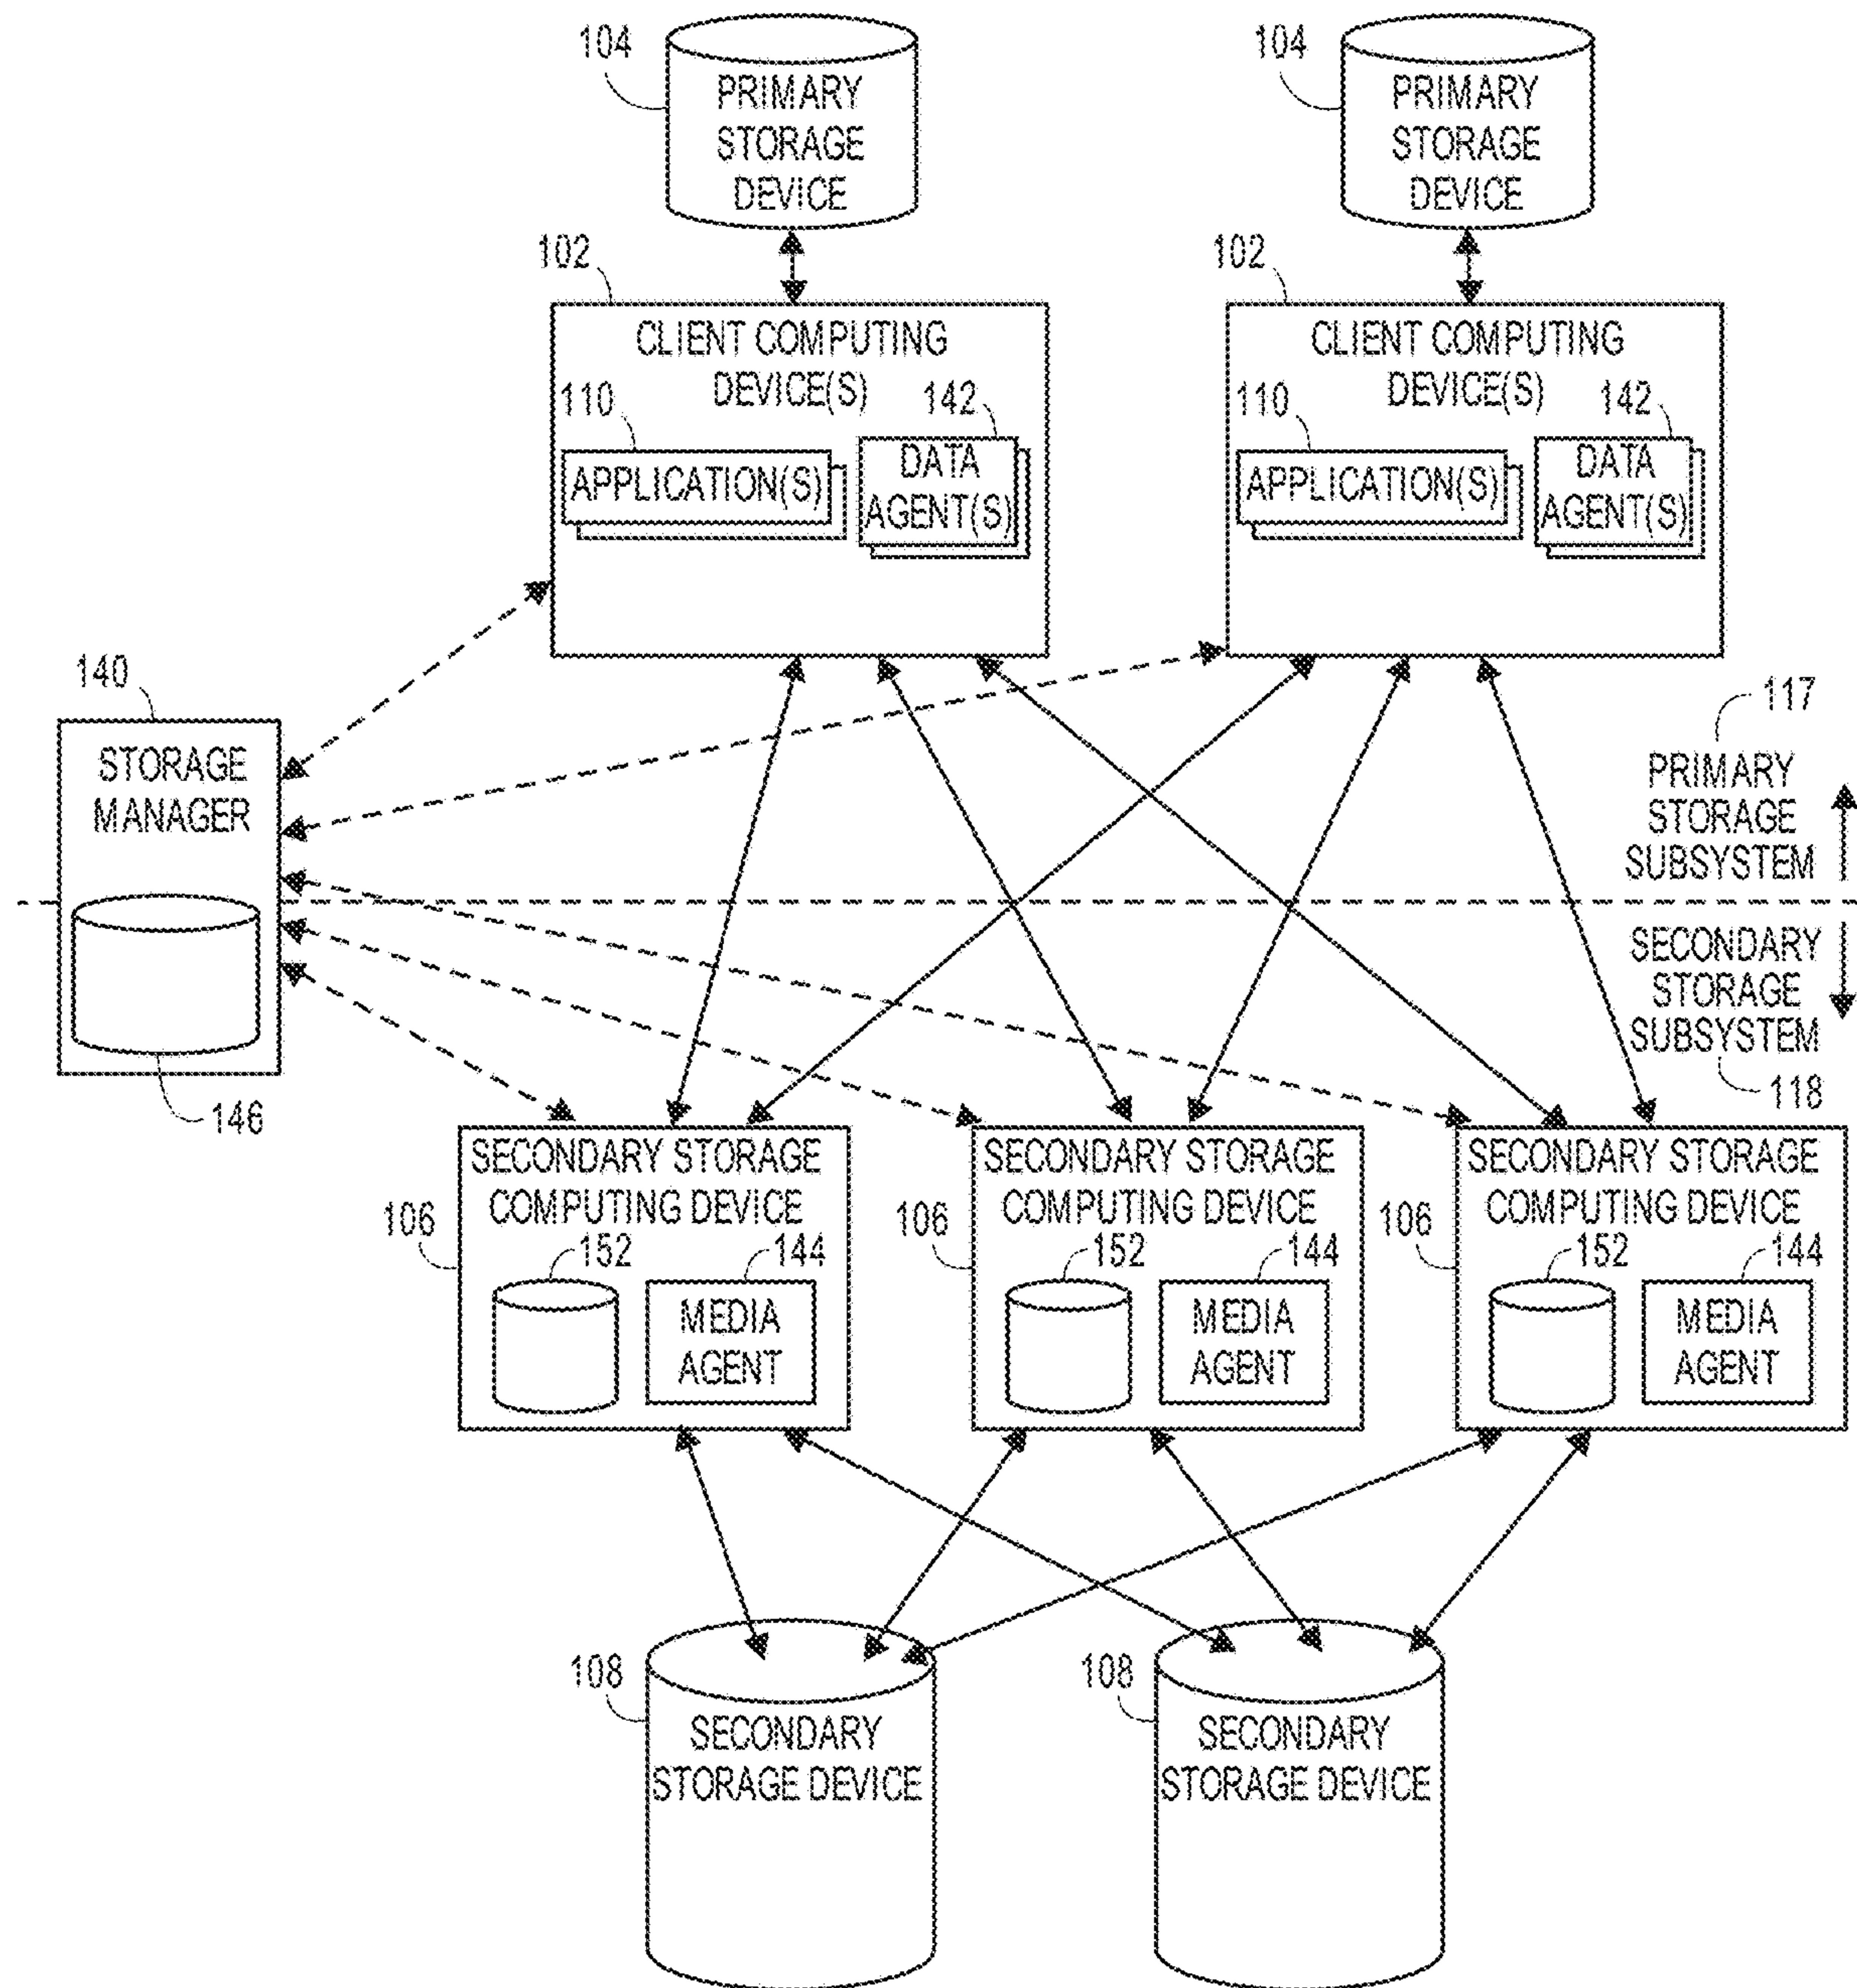 104
PRIMARY
STORAGE
DEVICE
104
PRIMARY
STORAGE
DEVICE
102
CLIENT COMPUTING
DEVICE(S)
110
142
APPLICATION(S)
DATA
AGENT(S)
102
CLIENT COMPUTING
DEVICE(S)
110
142
APPLICATION(S)
DATA
AGENT(S)
140
STORAGE
MANAGER
146
117
PRIMARY
STORAGE
SUBSYSTEM
SECONDARY
STORAGE
SUBSYSTEM
118
106
SECONDARY STORAGE
COMPUTING DEVICE
152
144
MEDIA
AGENT
106
SECONDARY STORAGE
COMPUTING DEVICE
152
144
MEDIA
AGENT
106
SECONDARY STORAGE
COMPUTING DEVICE
152
144
MEDIA
AGENT
108
SECONDARY
STORAGE DEVICE
108
SECONDARY
STORAGE DEVICE